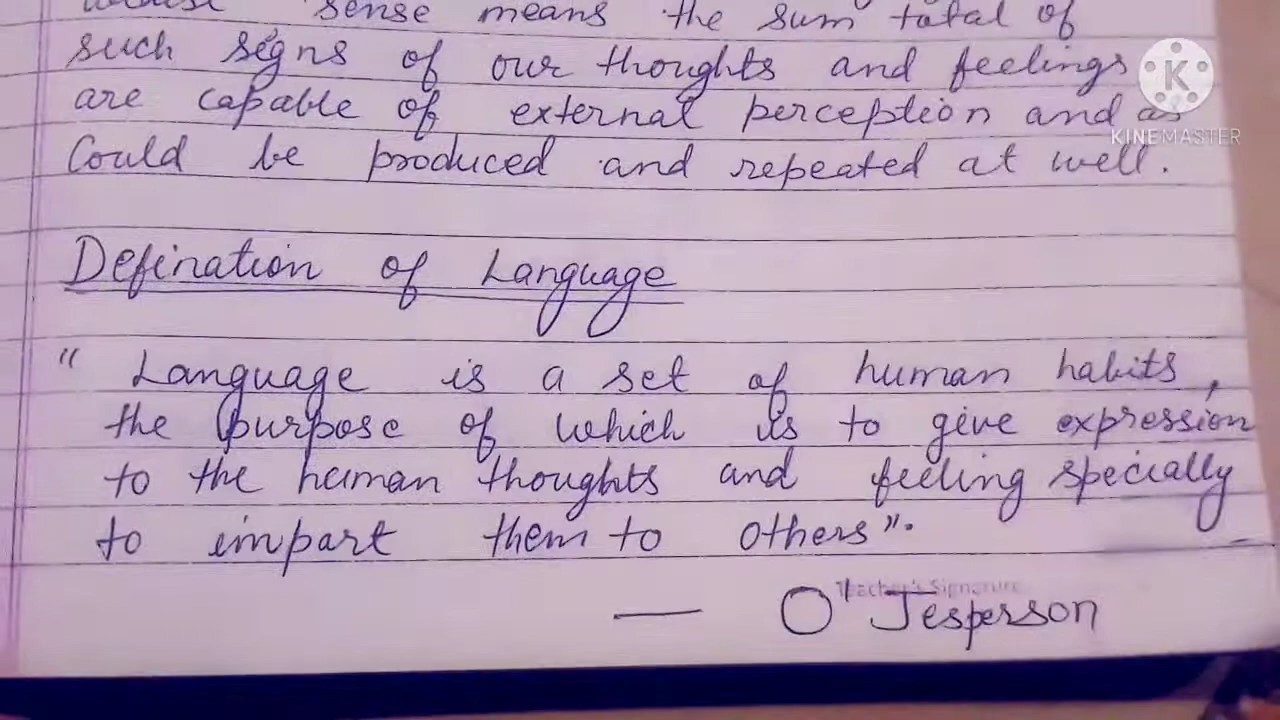 sense means the sum total of
such signs of our thoughts and feelings
are capable of external perception and as
Could be produced and repeated at well.
Defination of Language
“ Language is a set of human habits,
the purpose of which is to give expression
to the human thoughts and feeling specially
to impart them to others”.
Teacher's Signature
— O' Jesperson
K
KINEMASTER